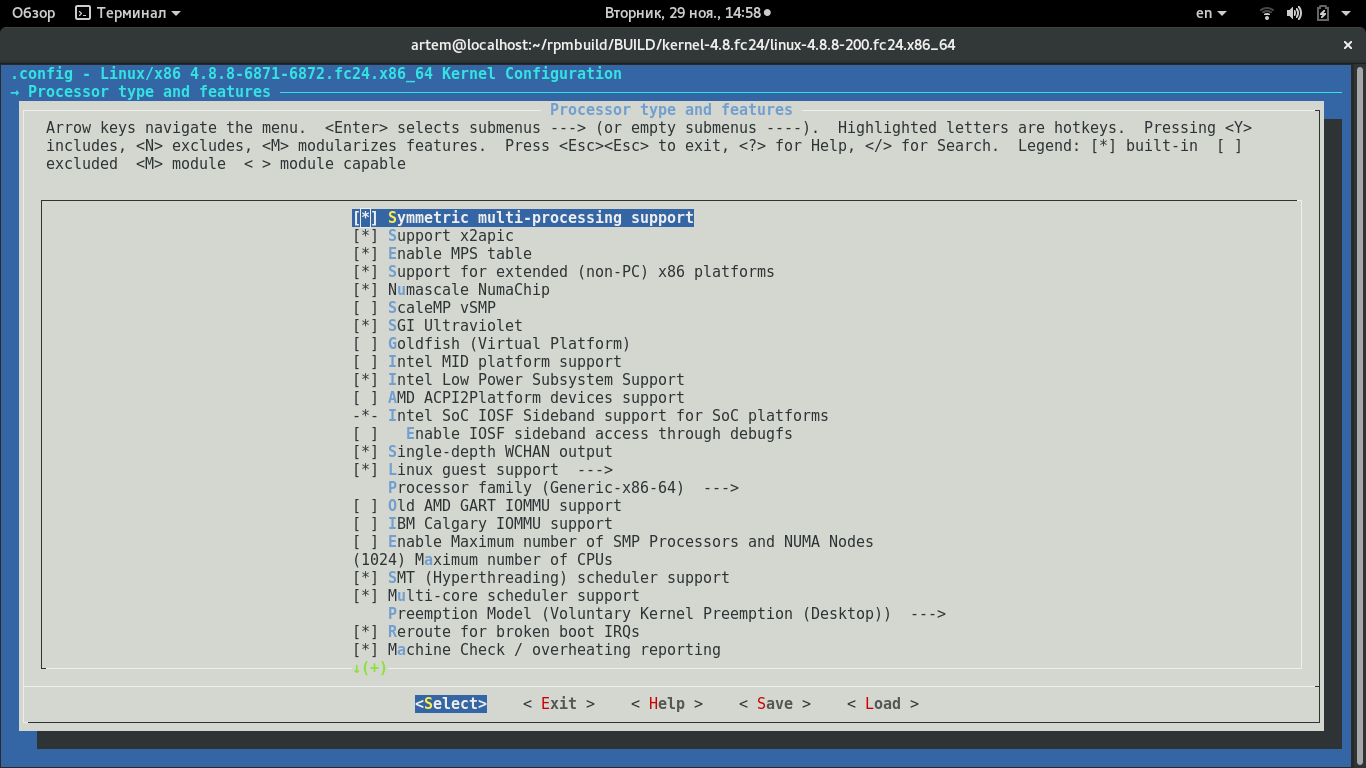 Обзор Терминал Вторник, 29 ноя., 14:58 en
artem@localhost:~/rpmbuild/BUILD/kernel-4.8.fc24/linux-4.8.8-200.fc24.x86_64
.config - Linux/x86 4.8.8-6871-6872.fc24.x86_64 Kernel Configuration
→ Processor type and features
Processor type and features
Arrow keys navigate the menu.  <Enter> selects submenus ---> (or empty submenus ----).  Highlighted letters are hotkeys.  Pressing <Y>
includes, <N> excludes, <M> modularizes features.  Press <Esc><Esc> to exit, <?> for Help, </> for Search.  Legend: [*] built-in  [ ]
excluded  <M> module  < > module capable
[*] Symmetric multi-processing support
[*] Support x2apic
[*] Enable MPS table
[*] Support for extended (non-PC) x86 platforms
[*] Numascale NumaChip
[ ] ScaleMP vSMP
[*] SGI Ultraviolet
[ ] Goldfish (Virtual Platform)
[ ] Intel MID platform support
[*] Intel Low Power Subsystem Support
[ ] AMD ACPI2Platform devices support
-*- Intel SoC IOSF Sideband support for SoC platforms
[ ]   Enable IOSF sideband access through debugfs
[*] Single-depth WCHAN output
[*] Linux guest support  --->
Processor family (Generic-x86-64)  --->
[ ] Old AMD GART IOMMU support
[ ] IBM Calgary IOMMU support
[ ] Enable Maximum number of SMP Processors and NUMA Nodes
(1024) Maximum number of CPUs
[*] SMT (Hyperthreading) scheduler support
[*] Multi-core scheduler support
Preemption Model (Voluntary Kernel Preemption (Desktop))  --->
[*] Reroute for broken boot IRQs
[*] Machine Check / overheating reporting
↓(+)
<Select>    < Exit >    < Help >    < Save >    < Load >